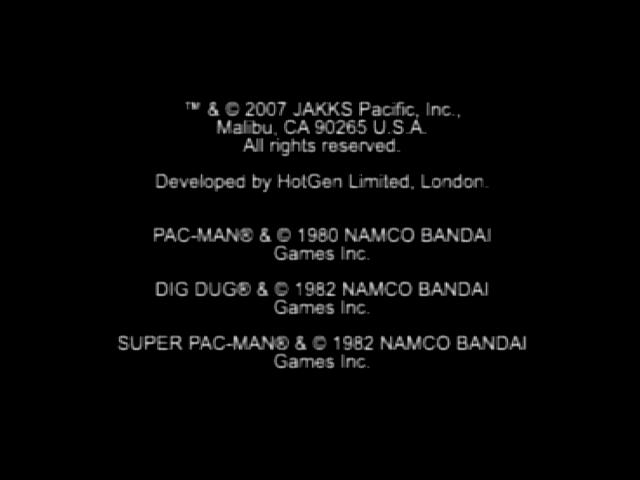 ™ & © 2007 JAKKS Pacific, Inc.,
Malibu, CA 90265 U.S.A.
All rights reserved.
Developed by HotGen Limited, London.
PAC-MAN® & © 1980 NAMCO BANDAI
Games Inc.
DIG DUG® & © 1982 NAMCO BANDAI
Games Inc.
SUPER PAC-MAN® & © 1982 NAMCO BANDAI
Games Inc.